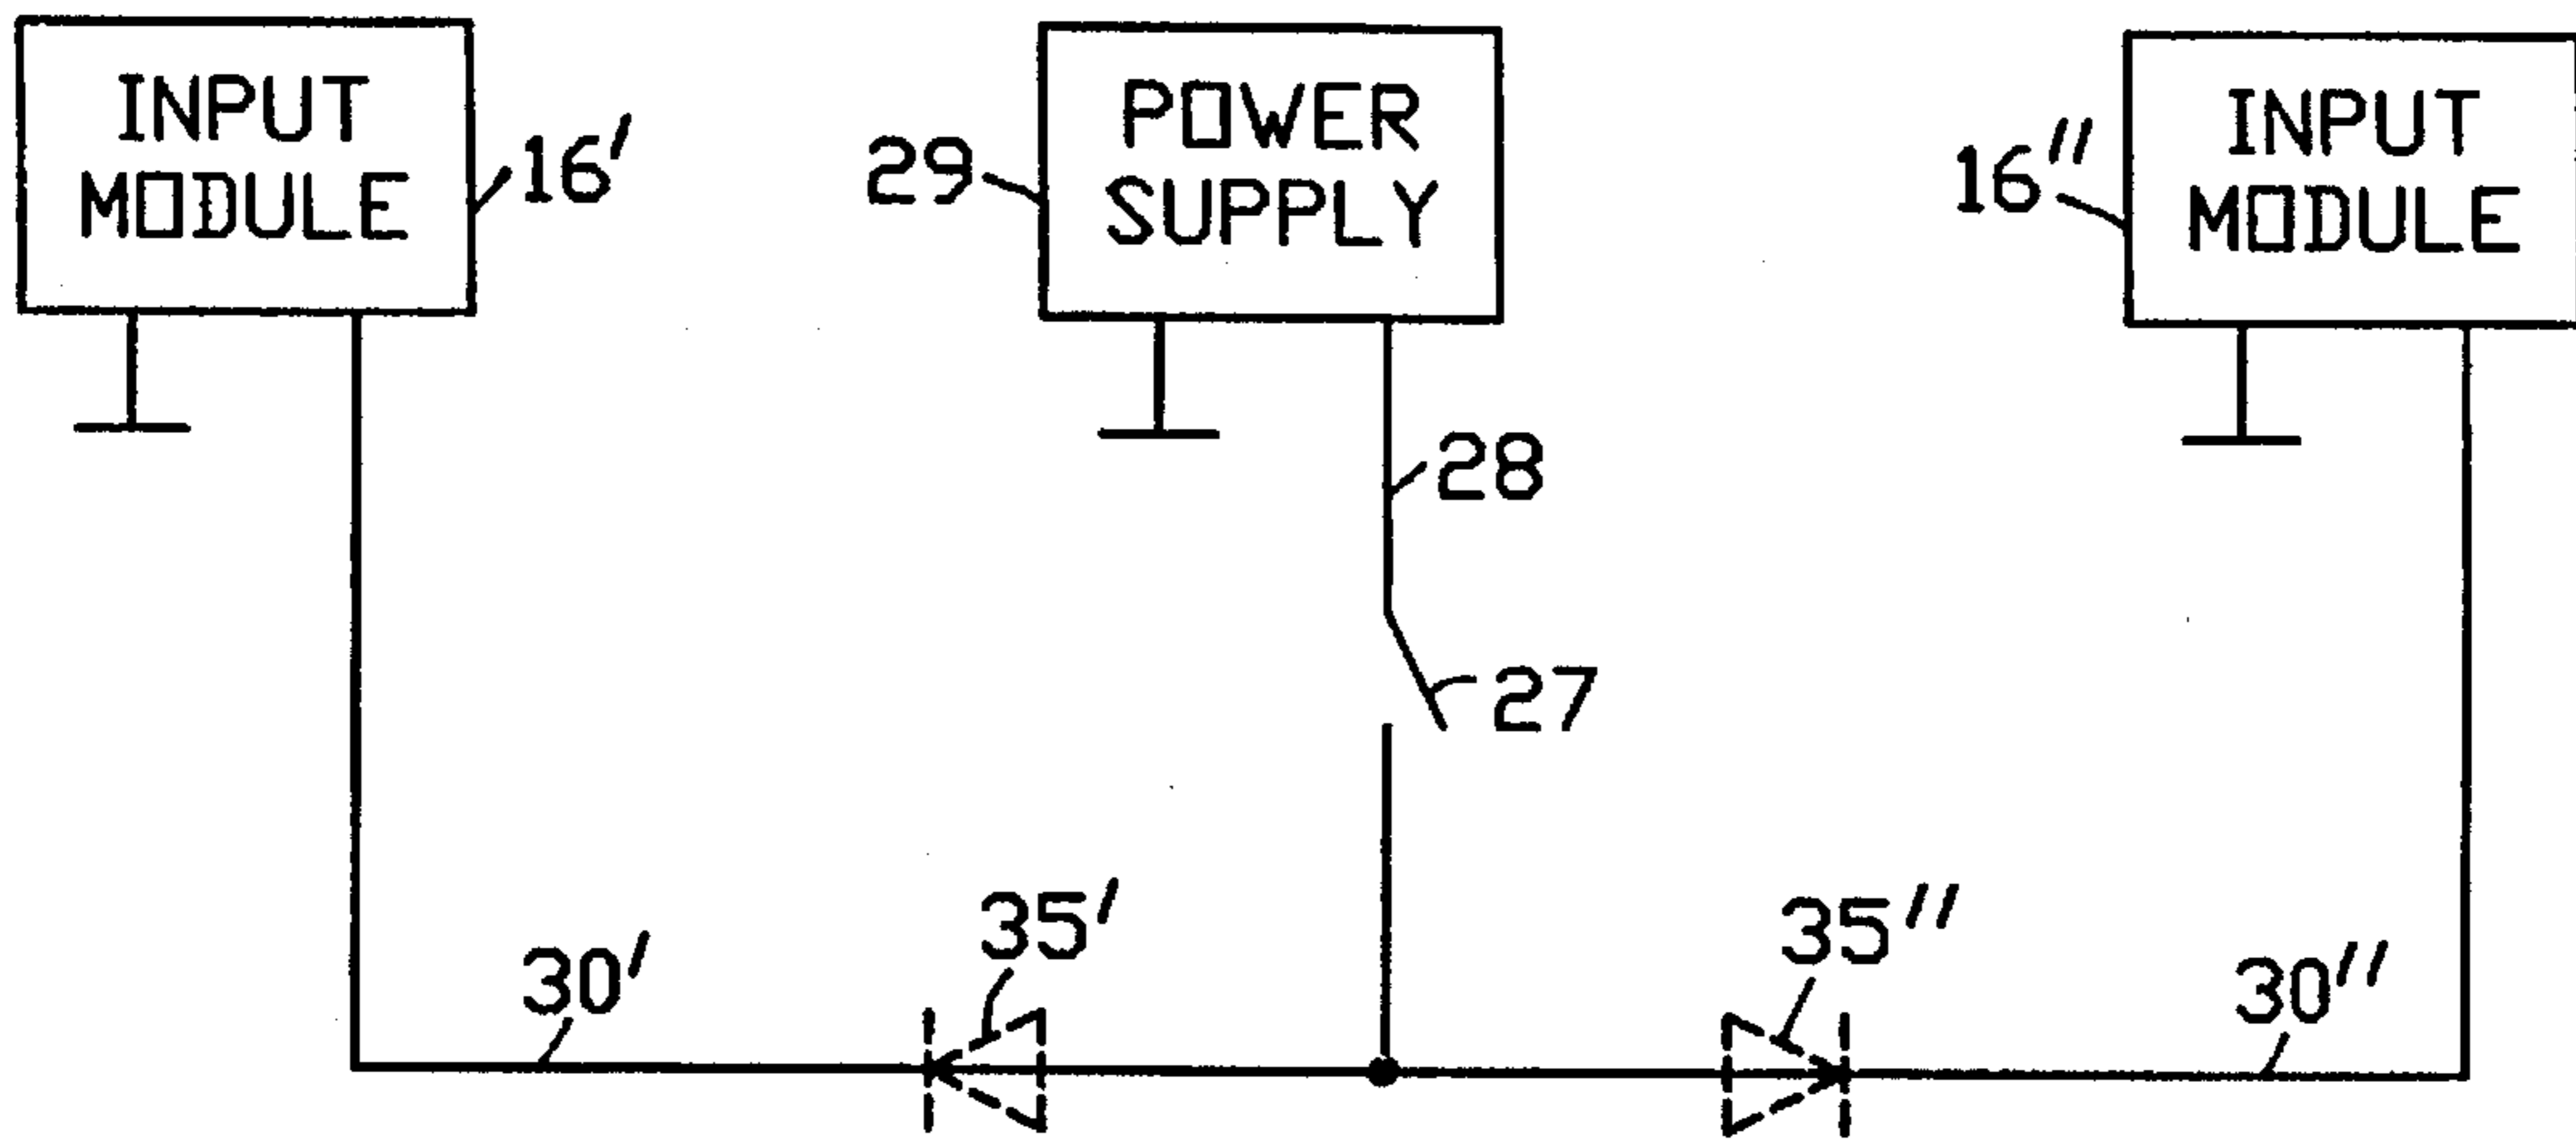 INPUT
MODULE
16'
29
POWER
SUPPLY
16"
INPUT
MODULE
28
27
30'
35'
35"
30"